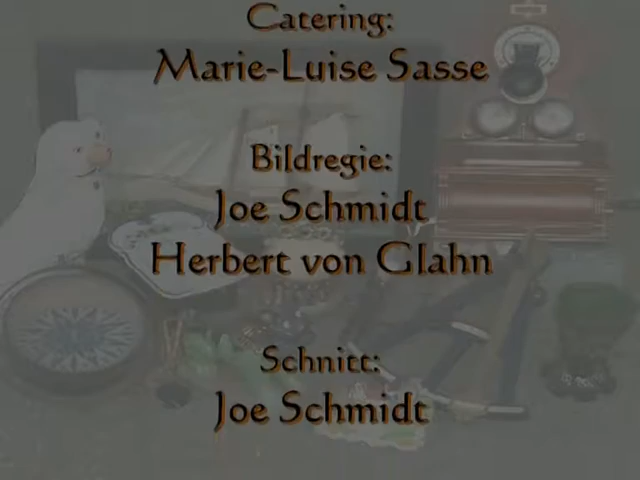 Catering:
Marie-Luise Sasse
Bildregie:
Joe Schmidt
Herbert von Glahn
Schnitt:
Joe Schmidt